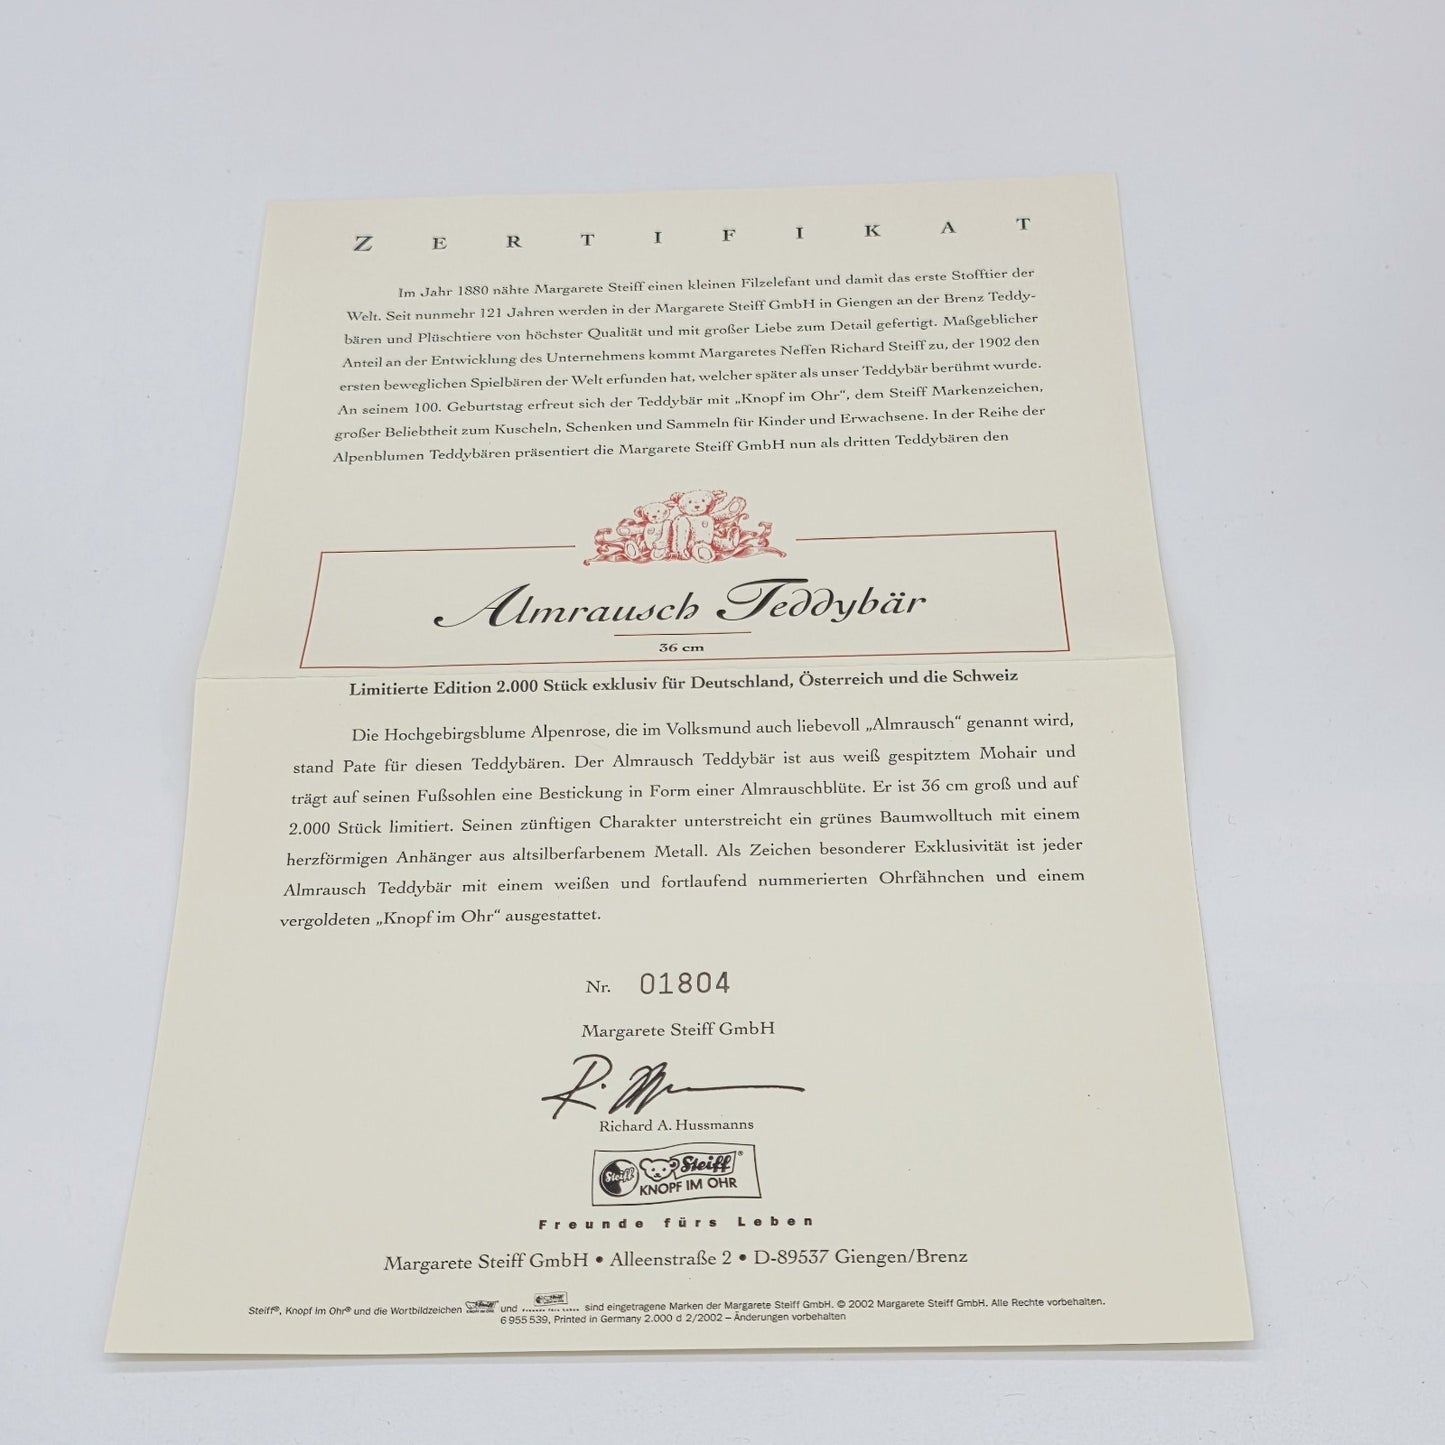 ZERTIFIKAT
Im Jahr 1880 nähte Margarete Steiff einen kleinen Filzelefant und damit das erste Stofftier der
Welt. Seit nunmehr 121 Jahren werden in der Margarete Steiff GmbH in Giengen an der Brenz Teddy-
bären und Plüschtiere von höchster Qualität und mit großer Liebe zum Detail gefertigt. Maßgeblicher
Anteil an der Entwicklung des Unternehmens kommt Margaretes Neffen Richard Steiff zu, der 1902 den
ersten beweglichen Spielbären der Welt erfunden hat, welcher später als unser Teddybär berühmt wurde.
An seinem 100. Geburtstag erfreut sich der Teddybär mit „Knopf im Ohr“, dem Steiff Markenzeichen,
großer Beliebtheit zum Kuscheln, Schenken und Sammeln für Kinder und Erwachsene. In der Reihe der
Alpenblumen Teddybären präsentiert die Margarete Steiff GmbH nun als dritten Teddybären den
Almrausch Teddybär
36 cm
Limitierte Edition 2.000 Stück exklusiv für Deutschland, Österreich und die Schweiz
Die Hochgebirgsblume Alpenrose, die im Volksmund auch liebevoll „Almrausch“ genannt wird,
stand Pate für diesen Teddybären. Der Almrausch Teddybär ist aus weiß gespitztem Mohair und
trägt auf seinen Fußsohlen eine Bestickung in Form einer Almrauschblüte. Er ist 36 cm groß und auf
2.000 Stück limitiert. Seinen zünftigen Charakter unterstreicht ein grünes Baumwolltuch mit einem
herzförmigen Anhänger aus altsilberfarbenem Metall. Als Zeichen besonderer Exklusivität ist jeder
Almrausch Teddybär mit einem weißen und fortlaufend nummerierten Ohrfähnchen und einem
vergoldeten „Knopf im Ohr“ ausgestattet.
Nr. 01804
Margarete Steiff GmbH
Richard A. Hussmanns
Steiff Steiff®
KNOPF IM OHR
Freunde fürs Leben
Margarete Steiff GmbH • Alleenstraße 2 • D-89537 Giengen/Brenz
Steiff®, Knopf im Ohr® und die Wortbildzeichen und sind eingetragene Marken der Margarete Steiff GmbH. © 2002 Margarete Steiff GmbH. Alle Rechte vorbehalten.
6 955 539, Printed in Germany 2.000 d 2/2002 – Änderungen vorbehalten